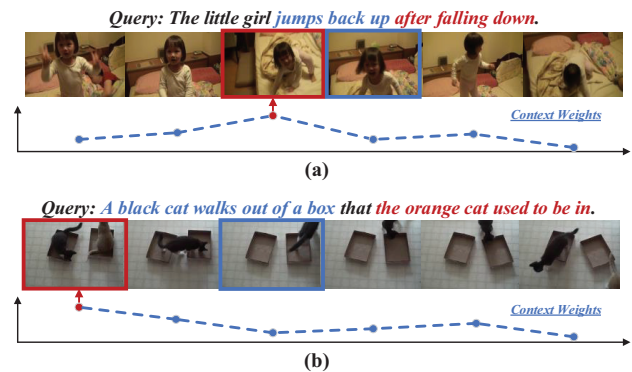 Query: The little girl jumps back up after falling down.
Context Weights
(a)
Query: A black cat walks out of a box that the orange cat used to be in.
Context Weights
(b)